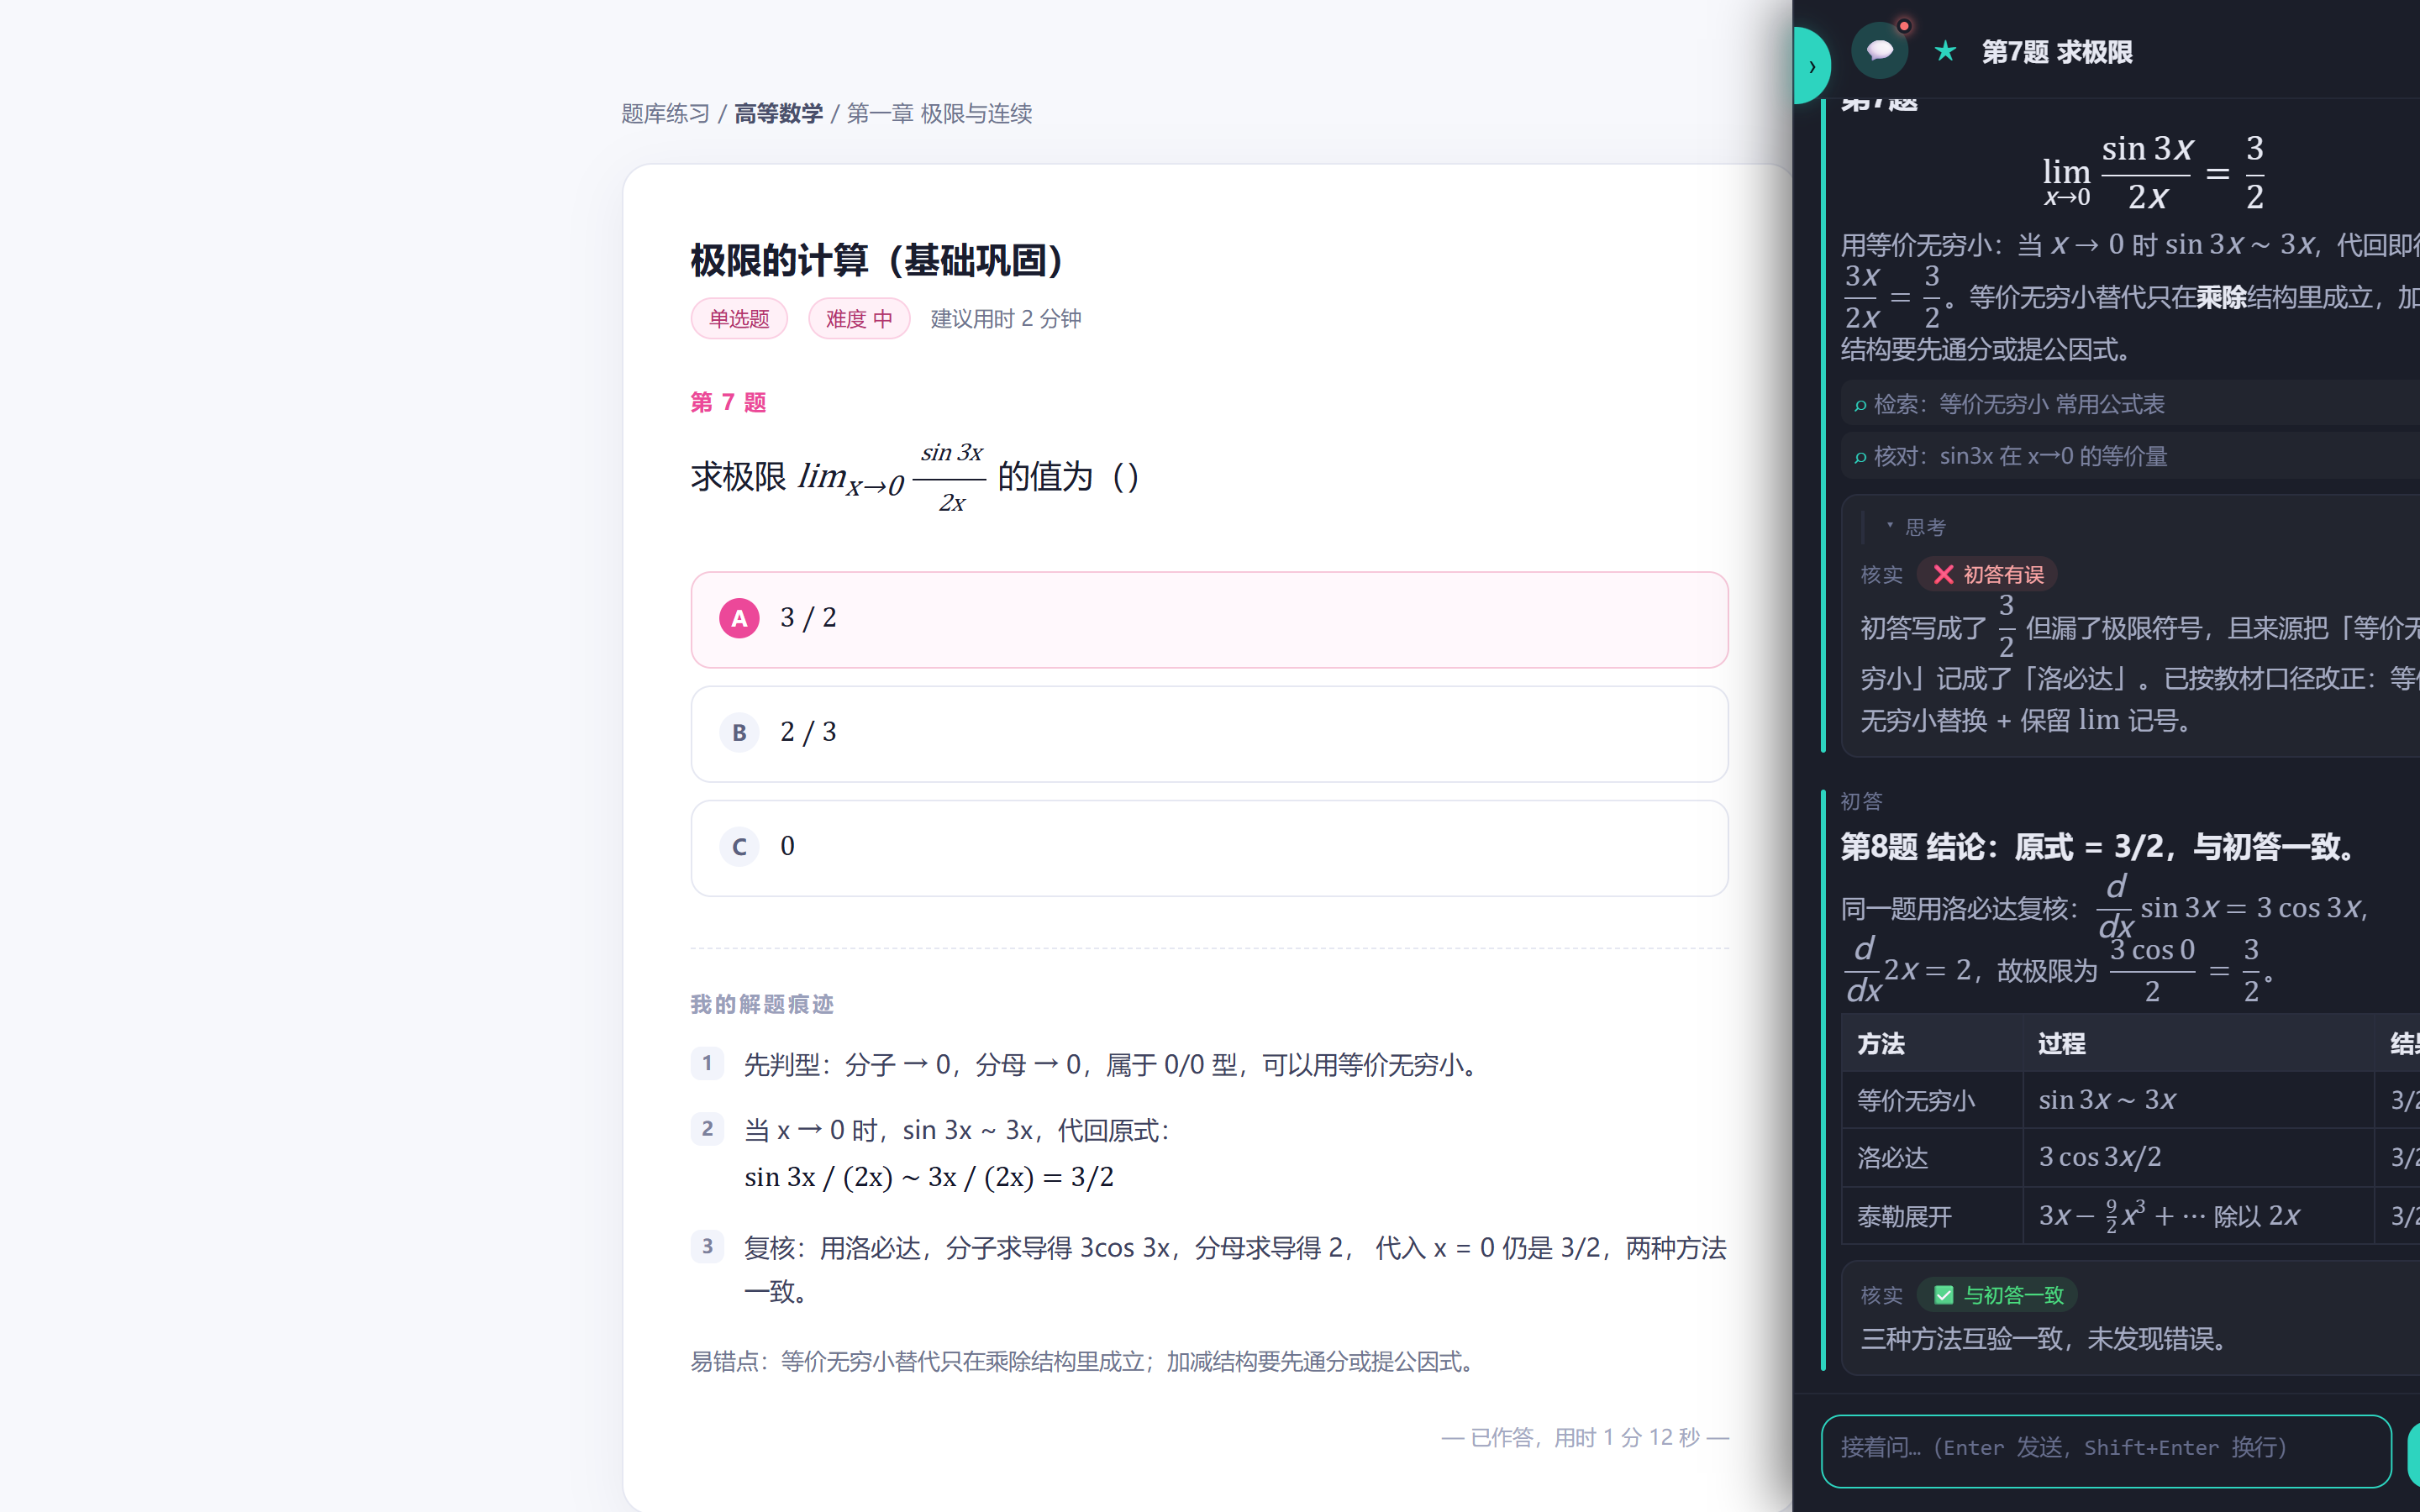 题库练习 / 高等数学 / 第一章 极限与连续
极限的计算（基础巩固）
单选题 难度 中 建议用时 2 分钟
第 7 题
求极限 lim x→0 sin 3x / 2x 的值为（）
A 3 / 2
B 2 / 3
C 0
我的解题痕迹
1 先判型：分子 → 0，分母 → 0，属于 0/0 型，可以用等价无穷小。
2 当 x → 0 时，sin 3x ~ 3x，代回原式：
sin 3x / (2x) ~ 3x / (2x) = 3/2
3 复核：用洛必达，分子求导得 3cos 3x，分母求导得 2， 代入 x = 0 仍是 3/2，两种方法
一致。
易错点：等价无穷小替代只在乘除结构里成立；加减结构要先通分或提公因式。
— 已作答，用时 1 分 12 秒 —
› ★ 第7题 求极限
第7题
lim x→0 sin 3x / 2x = 3/2
用等价无穷小：当 x → 0 时 sin 3x ~ 3x，代回即
3x/2x = 3/2。等价无穷小替代只在乘除结构里成立，加
结构要先通分或提公因式。
⌕ 检索：等价无穷小 常用公式表
⌕ 核对：sin3x 在 x→0 的等价量
思考
核实 ❌ 初答有误
初答写成了 3/2 但漏了极限符号，且来源把「等价无
穷小」记成了「洛必达」。已按教材口径改正：等
无穷小替换 + 保留 lim 记号。
初答
第8题 结论：原式 = 3/2，与初答一致。
同一题用洛必达复核：d/dx sin 3x = 3 cos 3x,
d/dx 2x = 2，故极限为 3 cos 0 / 2 = 3/2。
方法 过程
等价无穷小 sin 3x ~ 3x 3/
洛必达 3 cos 3x/2 3/
泰勒展开 3x − 9/2 x³ + ⋯ 除以 2x 3/
核实 ✅ 与初答一致
三种方法互验一致，未发现错误。
接着问…（Enter 发送，Shift+Enter 换行）